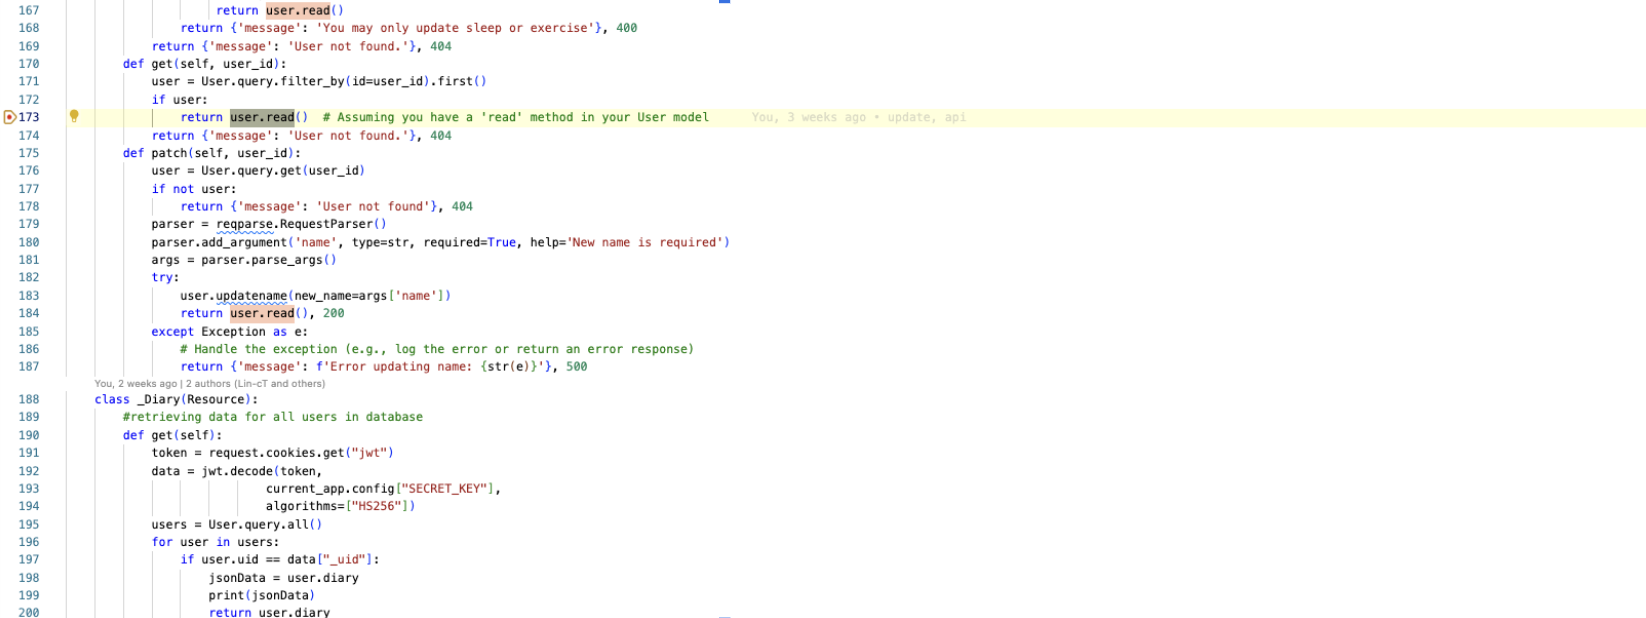 167 return user.read()
168 return {'message': 'You may only update sleep or exercise'}, 400
169 return {'message': 'User not found.'}, 404
170 def get(self, user_id):
171 user = User.query.filter_by(id=user_id).first()
172 if user:
173 return user.read() # Assuming you have a 'read' method in your User model You, 3 weeks ago • update, api
174 return {'message': 'User not found.'}, 404
175 def patch(self, user_id):
176 user = User.query.get(user_id)
177 if not user:
178 return {'message': 'User not found'}, 404
179 parser = reqparse.RequestParser()
180 parser.add_argument('name', type=str, required=True, help='New name is required')
181 args = parser.parse_args()
182 try:
183 user.updatename(new_name=args['name'])
184 return user.read(), 200
185 except Exception as e:
186 # Handle the exception (e.g., log the error or return an error response)
187 return {'message': f'Error updating name: {str(e)}'}, 500
You, 2 weeks ago | 2 authors (Lin-cT and others)
188 class _Diary(Resource):
189 #retrieving data for all users in database
190 def get(self):
191 token = request.cookies.get("jwt")
192 data = jwt.decode(token,
193 current_app.config["SECRET_KEY"],
194 algorithms=["HS256"])
195 users = User.query.all()
196 for user in users:
197 if user.uid == data["_uid"]:
198 jsonData = user.diary
199 print(jsonData)
200 return user.diary